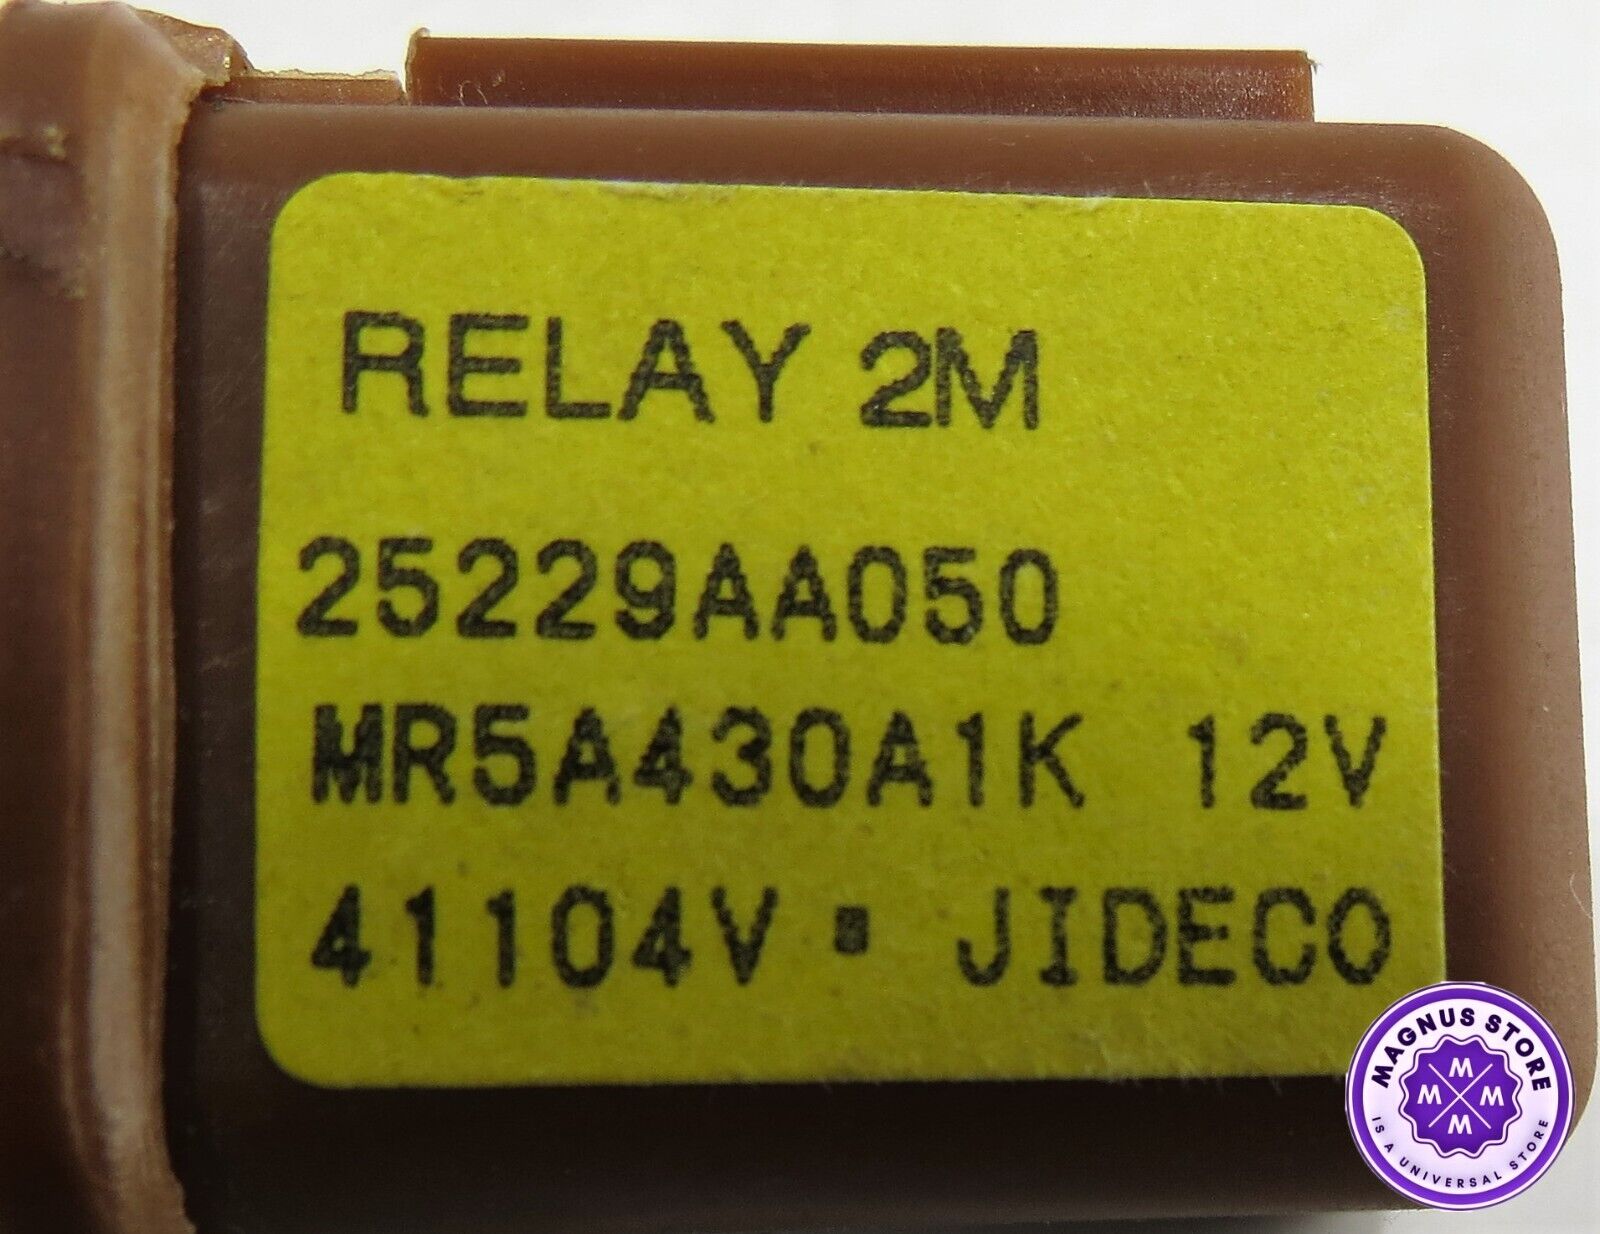 RELAY 2M
25229AA050
MR5A430A1K 12V
41104V ▪ JIDECO
MAGNUS STORE
M
M M
M
IS A UNIVERSAL STORE